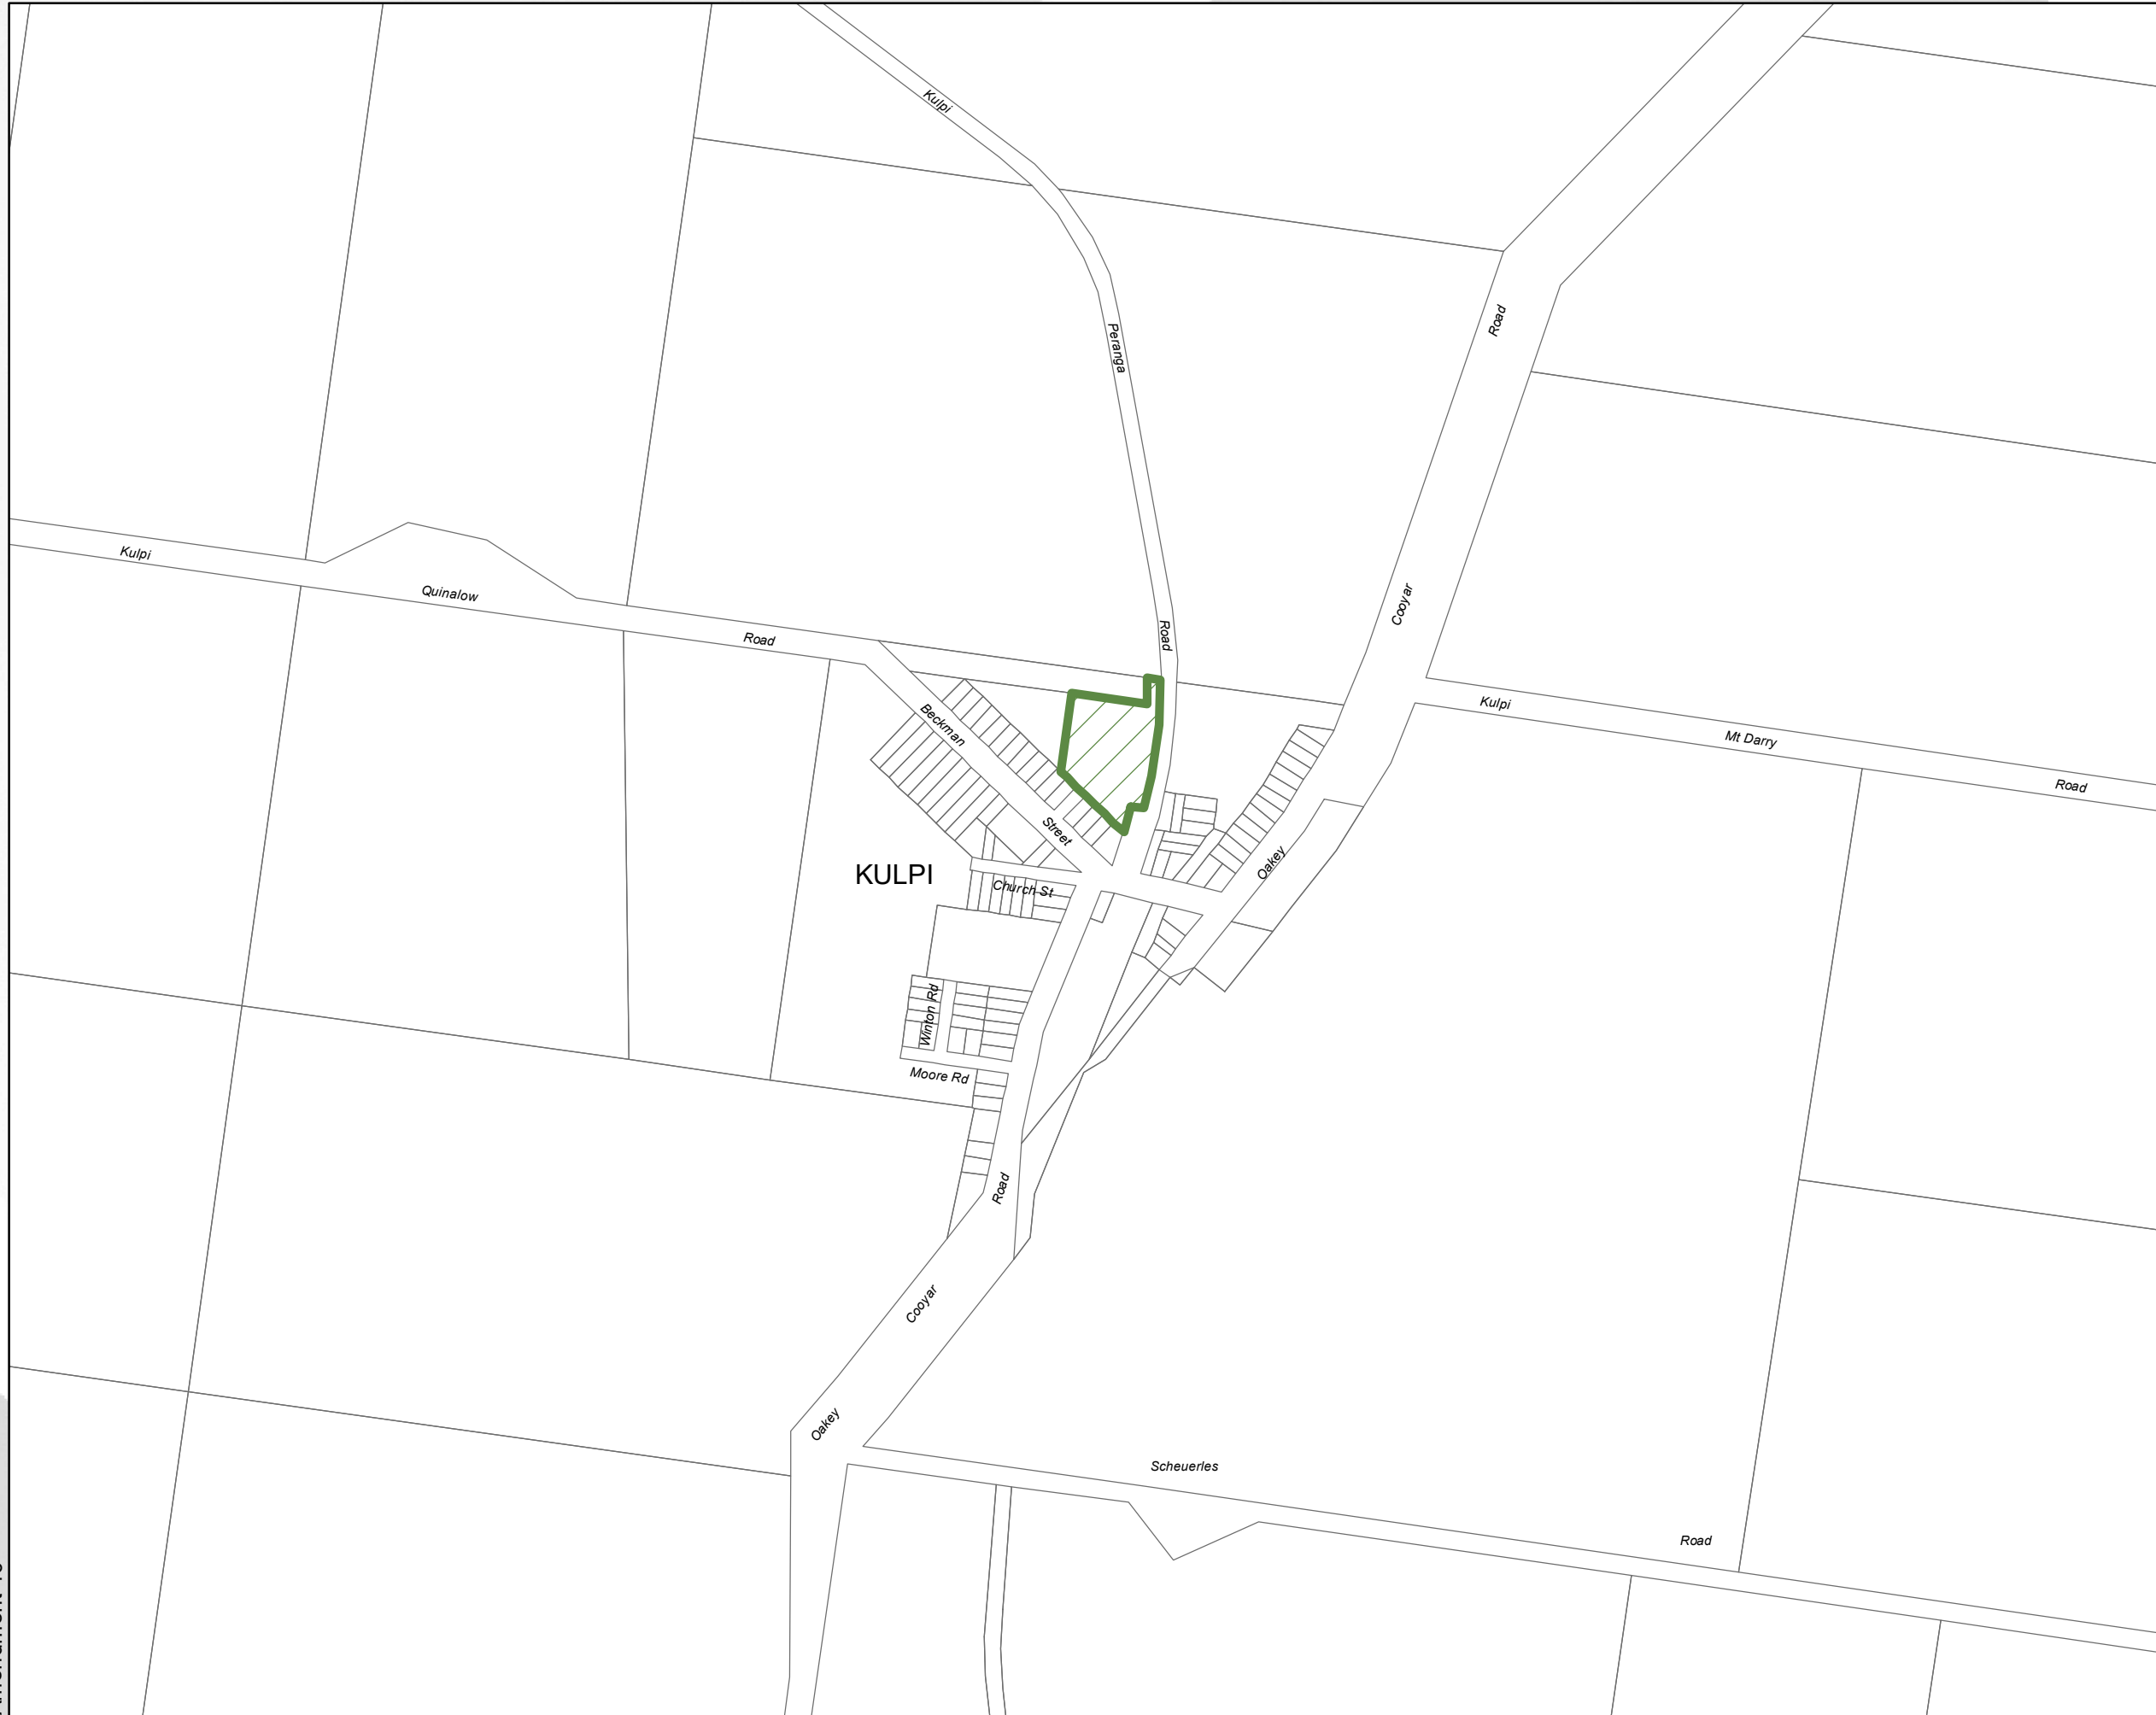 Kulpi
Road
Peranga
Kulpi
Quinalow
Cooyar
Road
Road
Kulpi
Beckman
Mt Darry
Road
Street
Oakey
KULPI
Church St
Winton Rd
Moore Rd
Road
Cooyar
Oakey
Scheuerles
Road